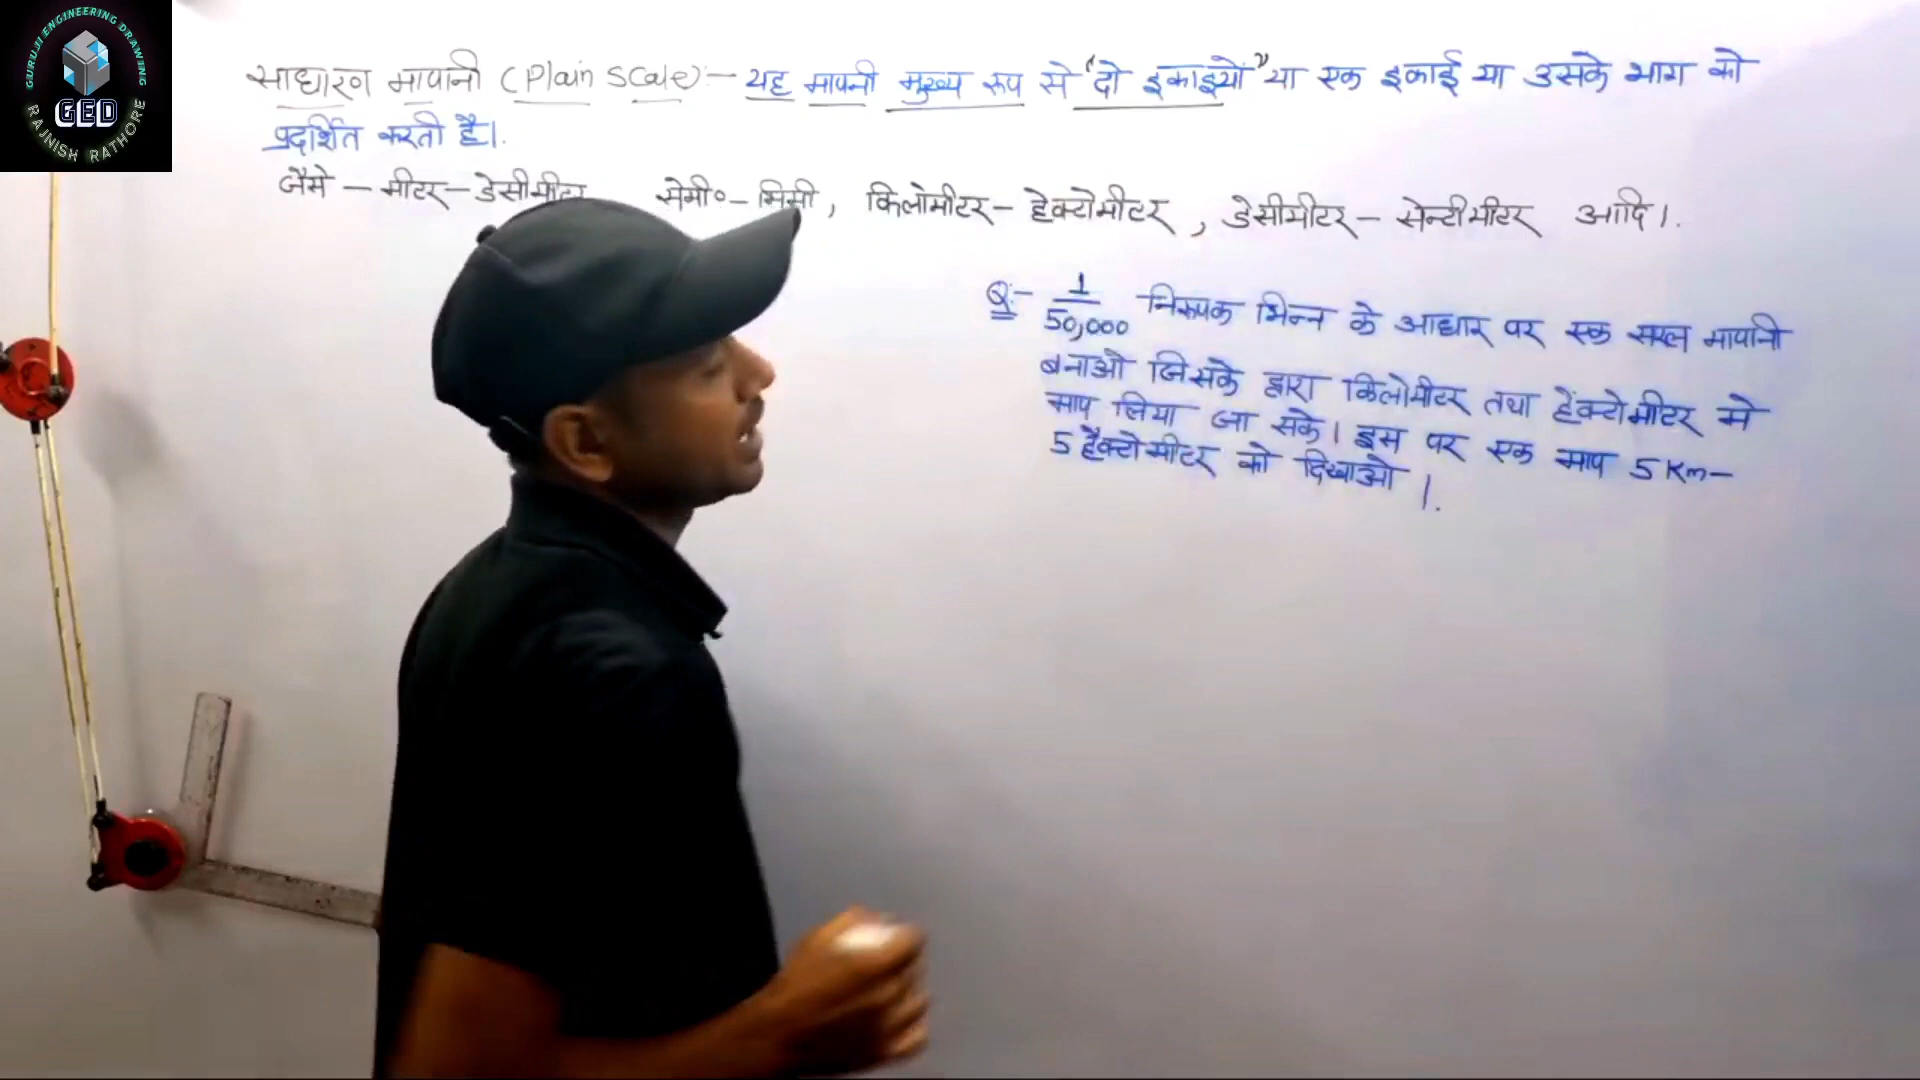 GURUJI ENGINEERING DRAWING
GED
RAJNISH RATHORE
साधारण मापनी (Plain Scale):- यह मापनी मुख्य रूप से "दो इकाइयों" या एक इकाई या उसके भाग को
प्रदर्शित करती है।
जैसे - मीटर - डेसीमीटर सेमी० - मिमी, किलोमीटर - हेक्टोमीटर, डेसीमीटर - सेन्टीमीटर आदि।
Q:- 1/50,000 निरूपक भिन्न के आधार पर एक सरल मापनी
बनाओ जिसके द्वारा किलोमीटर तथा हेक्टोमीटर मे
माप लिया जा सके। इस पर एक माप 5 Km-
5 हैक्टोमीटर को दिखाओ।